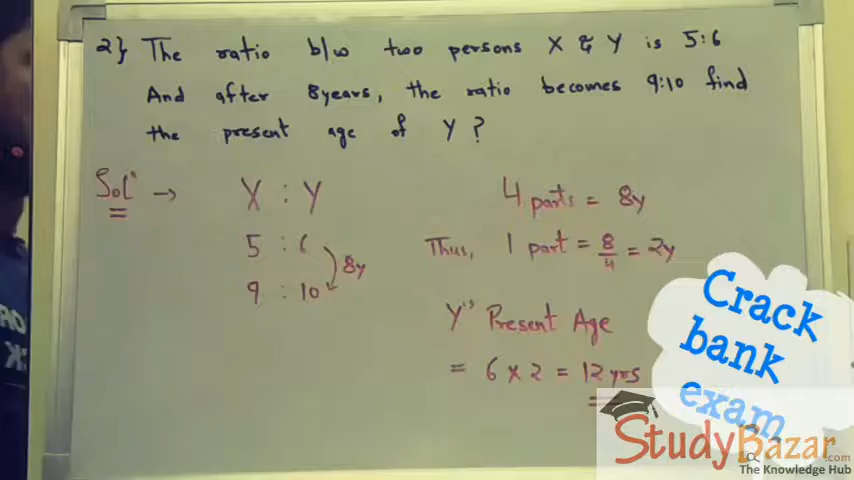 2} The ratio b/w two persons X & Y is 5:6
And after 8years, the ratio becomes 9:10 find
the present age of Y?
Solⁿ →
X : Y
5 : 6
9 : 10
8y
4 parts = 8y
Thus, 1 part = 8/4 = 2y
Y's Present Age
= 6 × 2 = 12 yrs
Crack
bank
exam
StudyBazar.com
The Knowledge Hub